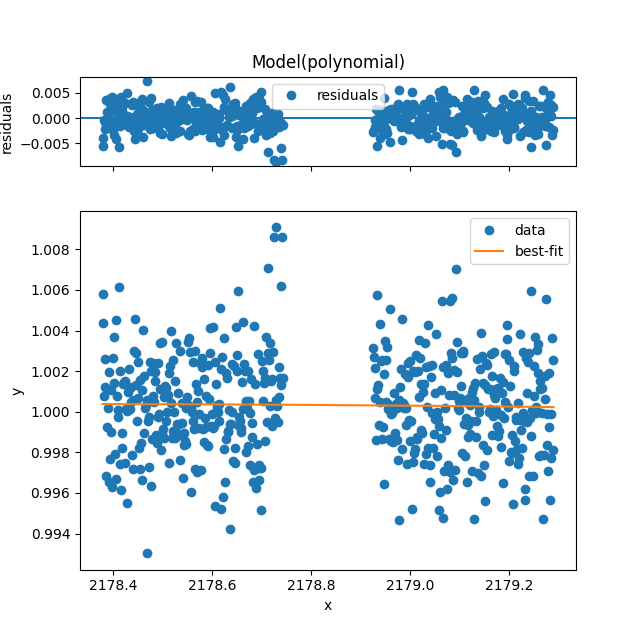 Model(polynomial)
residuals
0.005
0.000
−0.005
residuals
1.008
1.006
1.004
1.002
1.000
0.998
0.996
0.994
y
data
best-fit
2178.4 2178.6 2178.8 2179.0 2179.2
x